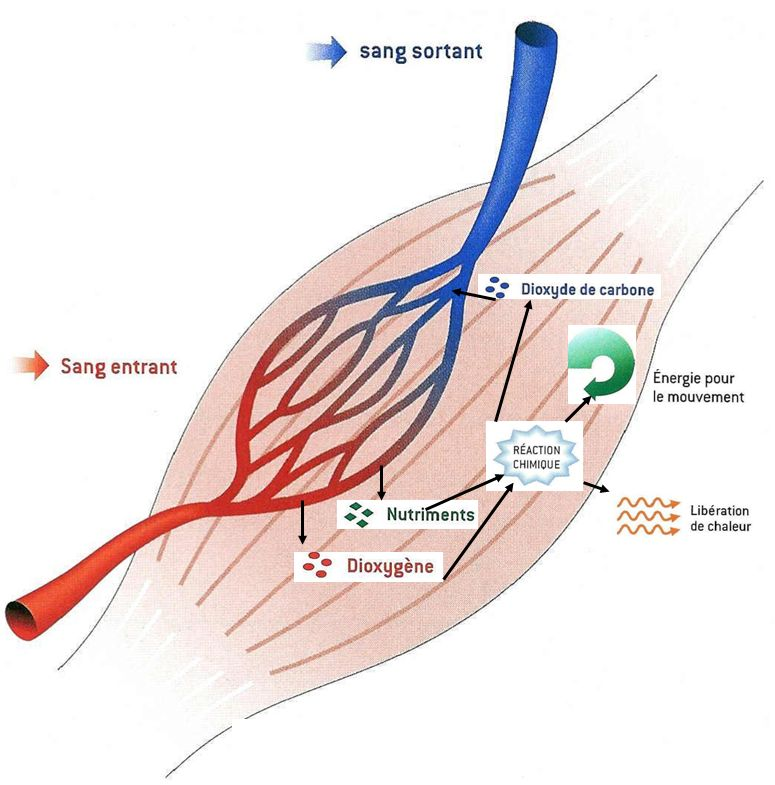 sang sortant
Dioxyde de carbone
Sang entrant
Énergie pour
le mouvement
RÉACTION
CHIMIQUE
Nutriments
Libération
de chaleur
Dioxygène